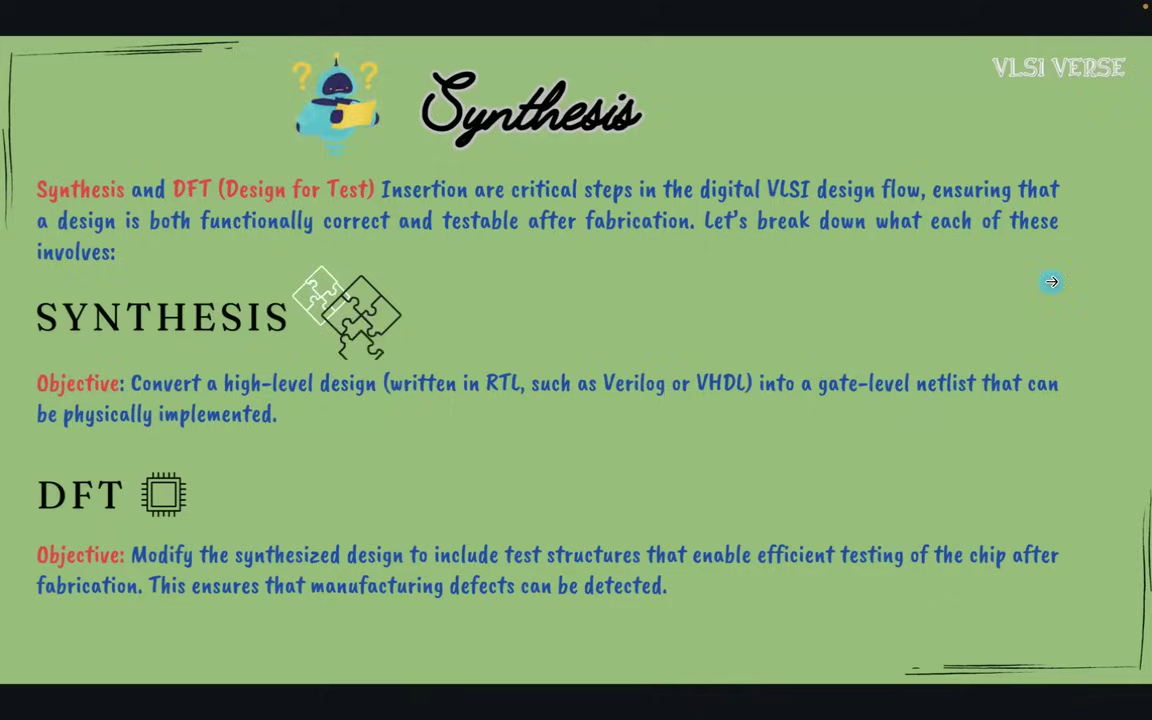 VLSI VERSE
? ?
Synthesis
Synthesis and DFT (Design for Test) Insertion are critical steps in the digital VLSI design flow, ensuring that
a design is both functionally correct and testable after fabrication. Let's break down what each of these
involves:
SYNTHESIS
Objective: Convert a high-level design (written in RTL, such as Verilog or VHDL) into a gate-level netlist that can
be physically implemented.
DFT
Objective: Modify the synthesized design to include test structures that enable efficient testing of the chip after
fabrication. This ensures that manufacturing defects can be detected.